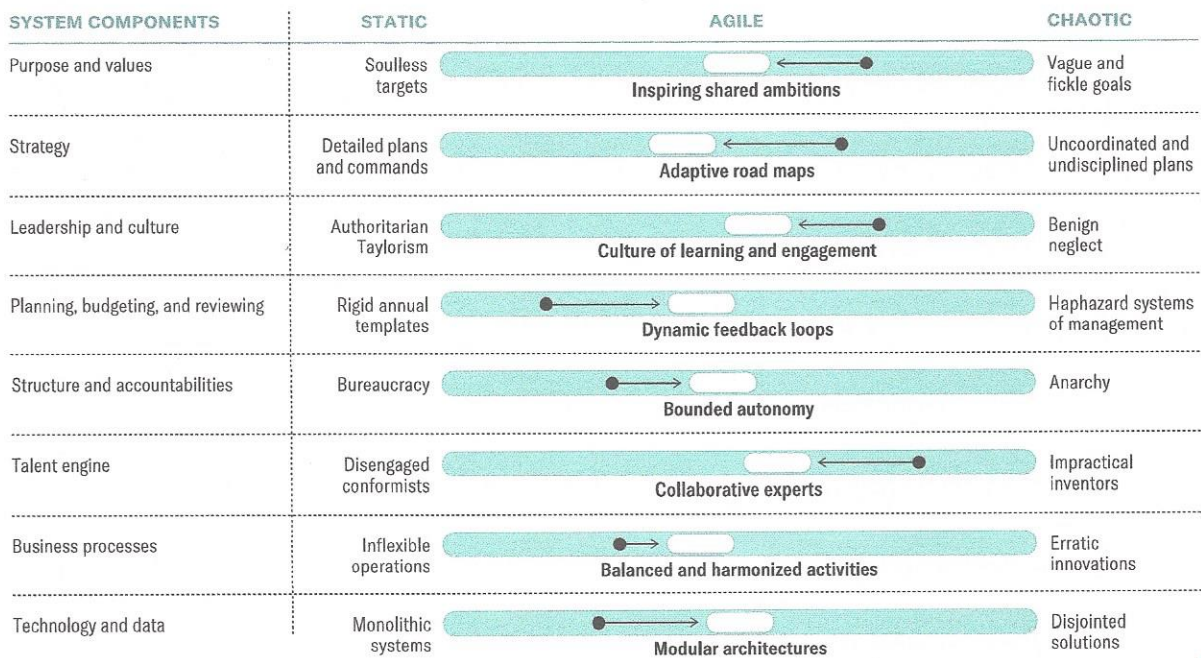 SYSTEM COMPONENTS STATIC AGILE CHAOTIC
Purpose and values
Soulless
targets
Inspiring shared ambitions
Vague and
fickle goals
Strategy
Detailed plans
and commands
Adaptive road maps
Uncoordinated and
undisciplined plans
Leadership and culture
Authoritarian
Taylorism
Culture of learning and engagement
Benign
neglect
Planning, budgeting, and reviewing
Rigid annual
templates
Dynamic feedback loops
Haphazard systems
of management
Structure and accountabilities
Bureaucracy
Bounded autonomy
Anarchy
Talent engine
Disengaged
conformists
Collaborative experts
Impractical
inventors
Business processes
Inflexible
operations
Balanced and harmonized activities
Erratic
innovations
Technology and data
Monolithic
systems
Modular architectures
Disjointed
solutions